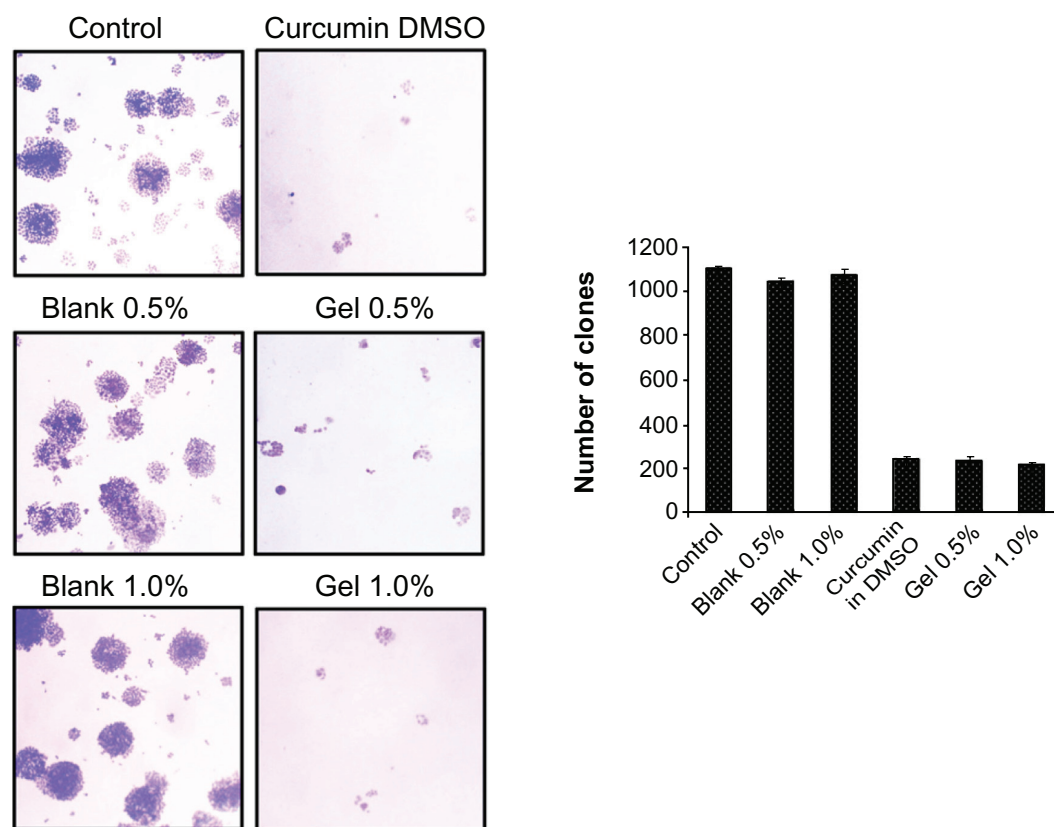 Control
Curcumin DMSO
Blank 0.5%
Gel 0.5%
Blank 1.0%
Gel 1.0%
Number of clones
1200
1000
800
600
400
200
0
Control
Blank 0.5%
Blank 1.0%
Curcumin
in DMSO
Gel 0.5%
Gel 1.0%